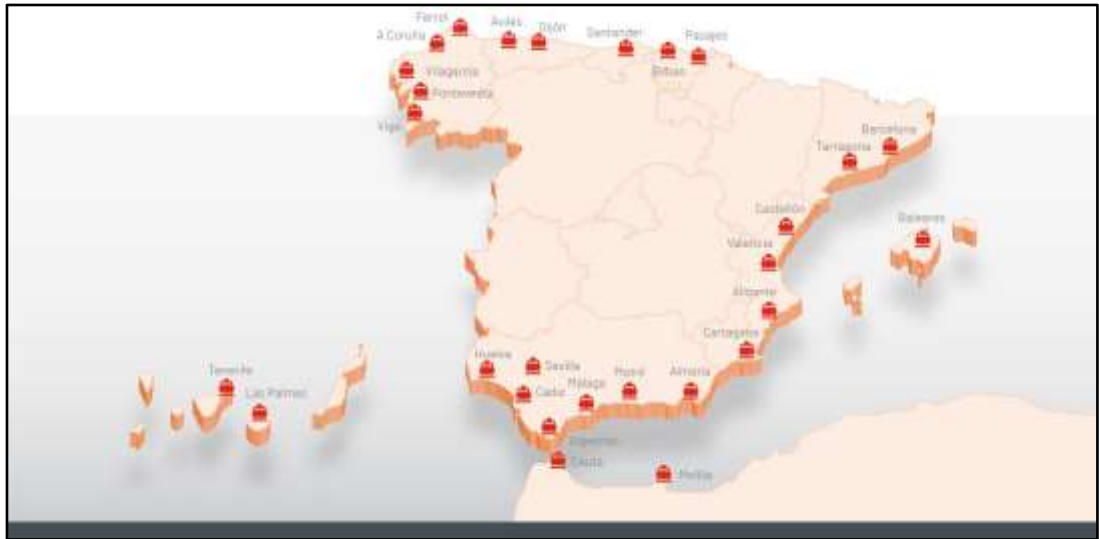 Ferrol
A Coruña
Avilés
Gijón
Santander
Pasajes
Bilbao
Vilagarcía
Pontevedra
Vigo
Barcelona
Tarragona
Castellón
Baleares
Valencia
Alicante
Cartagena
Huelva
Sevilla
Tenerife
Málaga
Motril
Almería
Las Palmas
Cádiz
Algeciras
Ceuta
Melilla